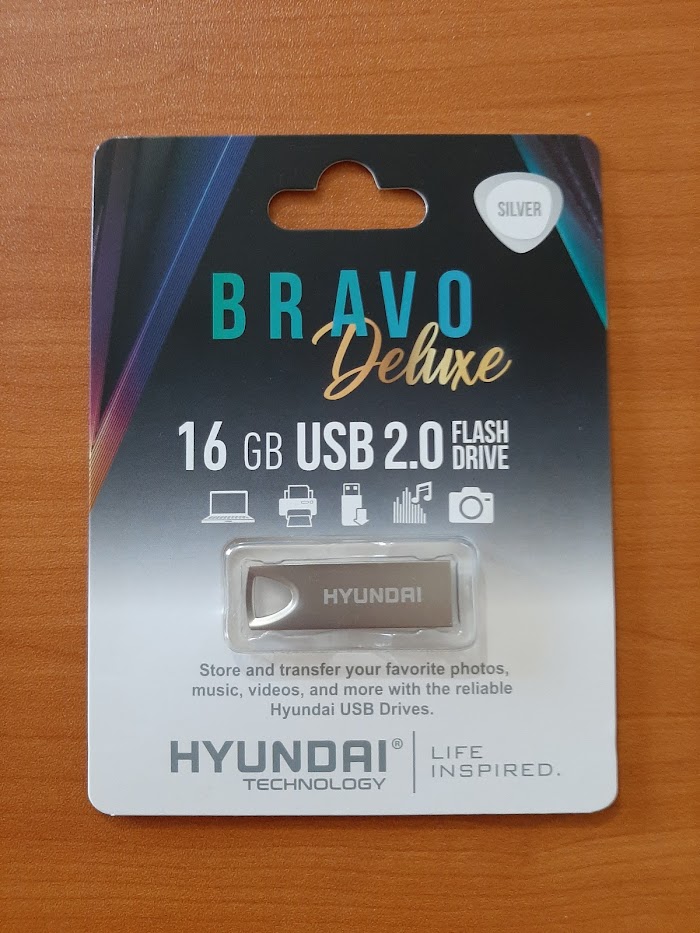 SILVER
BRAVO
Deluxe
16 GB USB 2.0 FLASH DRIVE
HYUNDAI
Store and transfer your favorite photos,
music, videos, and more with the reliable
Hyundai USB Drives.
HYUNDAI®
TECHNOLOGY
LIFE
INSPIRED.